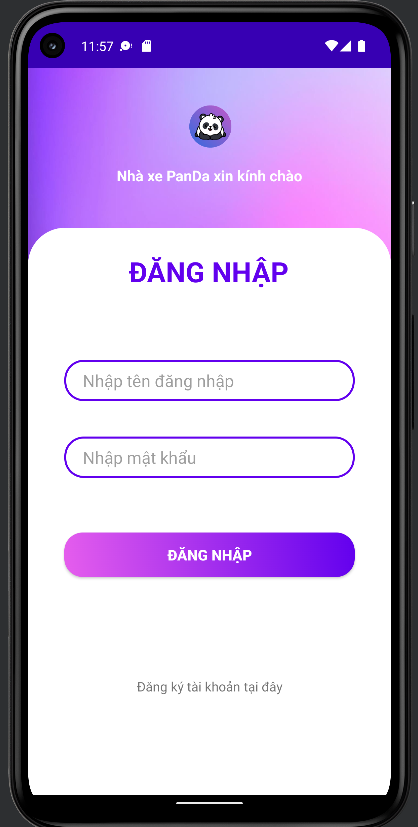 11:57
Nhà xe PanDa xin kính chào
ĐĂNG NHẬP
Nhập tên đăng nhập
Nhập mật khẩu
ĐĂNG NHẬP
Đăng ký tài khoản tại đây